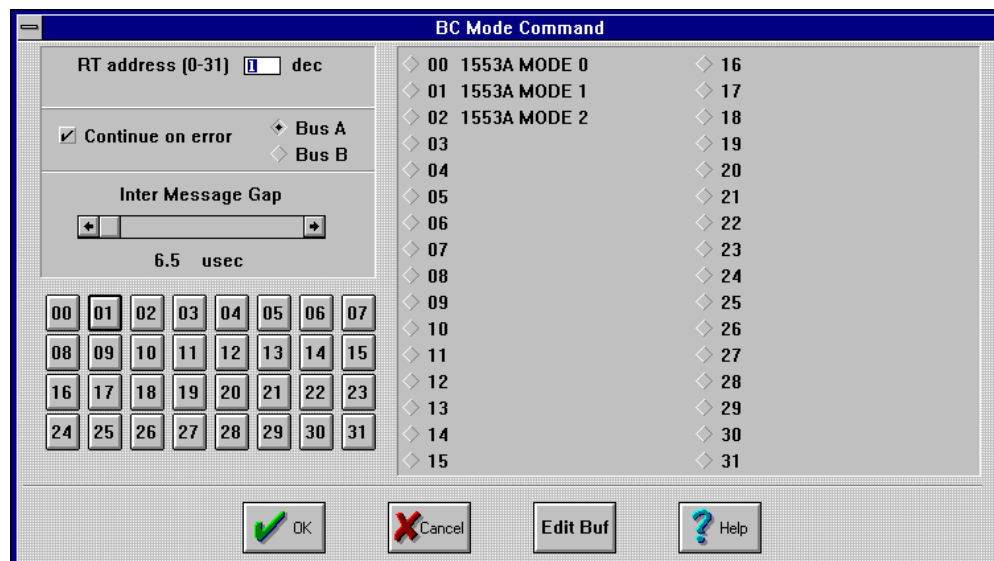 BC Mode Command
RT address (0-31) 1 dec
Continue on error
Bus A
Bus B
Inter Message Gap
6.5 usec
00 01 02 03 04 05 06 07
08 09 10 11 12 13 14 15
16 17 18 19 20 21 22 23
24 25 26 27 28 29 30 31
00 1553A MODE 0
01 1553A MODE 1
02 1553A MODE 2
03
04
05
06
07
08
09
10
11
12
13
14
15
16
17
18
19
20
21
22
23
24
25
26
27
28
29
30
31
OK
Cancel
Edit Buf
Help